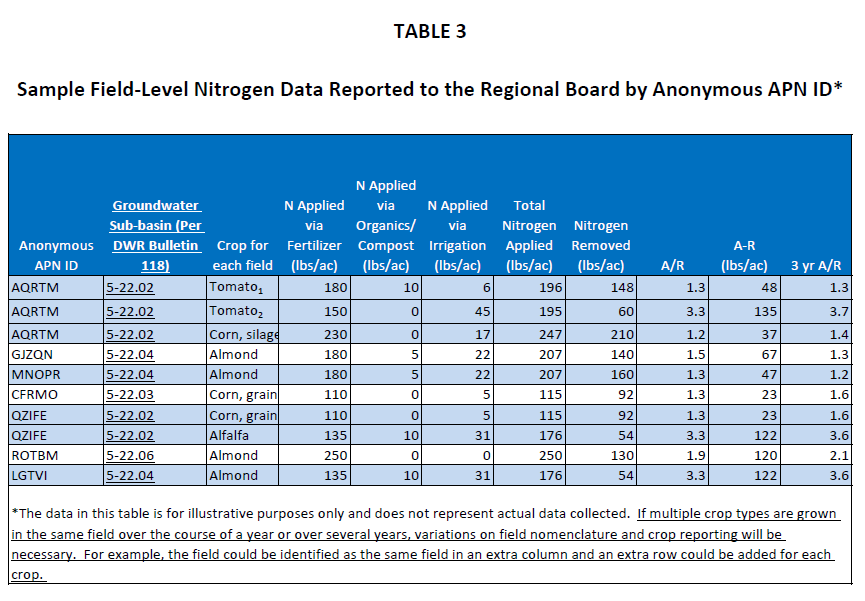 TABLE 3
Sample Field-Level Nitrogen Data Reported to the Regional Board by Anonymous APN ID*
Anonymous APN ID Groundwater Sub-basin (Per DWR Bulletin 118) Crop for each field N Applied via Fertilizer (lbs/ac) N Applied via Organics/ Compost (lbs/ac) N Applied via Irrigation (lbs/ac) Total Nitrogen Applied (lbs/ac) Nitrogen Removed (lbs/ac) A/R A-R (lbs/ac) 3 yr A/R
AQRTM 5-22.02 Tomato₁ 180 10 6 196 148 1.3 48 1.3
AQRTM 5-22.02 Tomato₂ 150 0 45 195 60 3.3 135 3.7
AQRTM 5-22.02 Corn, silage 230 0 17 247 210 1.2 37 1.4
GJZQN 5-22.04 Almond 180 5 22 207 140 1.5 67 1.3
MNOPR 5-22.04 Almond 180 5 22 207 160 1.3 47 1.2
CFRMO 5-22.03 Corn, grain 110 0 5 115 92 1.3 23 1.6
QZIFE 5-22.02 Corn, grain 110 0 5 115 92 1.3 23 1.6
QZIFE 5-22.02 Alfalfa 135 10 31 176 54 3.3 122 3.6
ROTBM 5-22.06 Almond 250 0 0 250 130 1.9 120 2.1
LGTVI 5-22.04 Almond 135 10 31 176 54 3.3 122 3.6
*The data in this table is for illustrative purposes only and does not represent actual data collected. If multiple crop types are grown
in the same field over the course of a year or over several years, variations on field nomenclature and crop reporting will be
necessary. For example, the field could be identified as the same field in an extra column and an extra row could be added for each
crop.